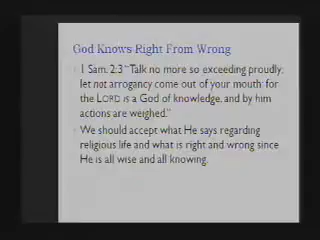 God Knows Right From Wrong
1 Sam. 2:3 "Talk no more so exceeding proudly;
let not arrogancy come out of your mouth: for
the LORD is a God of knowledge, and by him
actions are weighed."
We should accept what He says regarding
religious life and what is right and wrong since
He is all wise and all knowing.